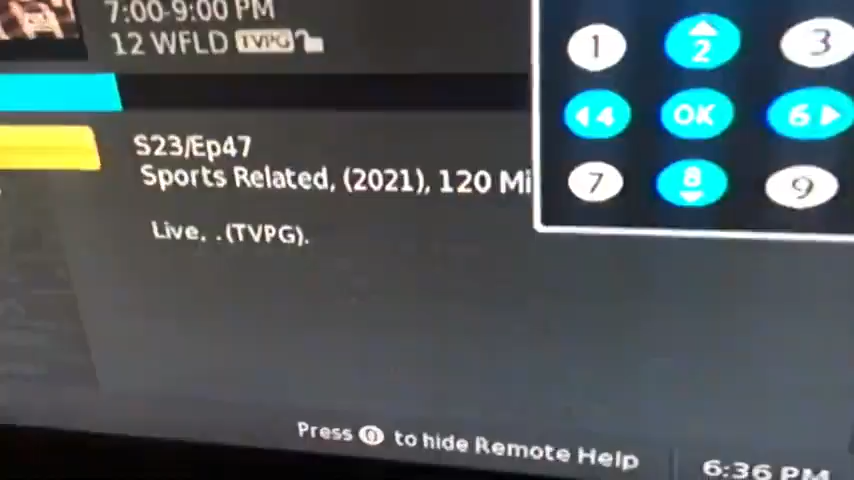 7:00-9:00 PM
12 WFLD TVPG
S23/Ep47
Sports Related, (2021), 120 Mi
Live, .(TVPG).
1 2 3
4 OK 6
7 8 9
Press 0 to hide Remote Help
6:36 PM